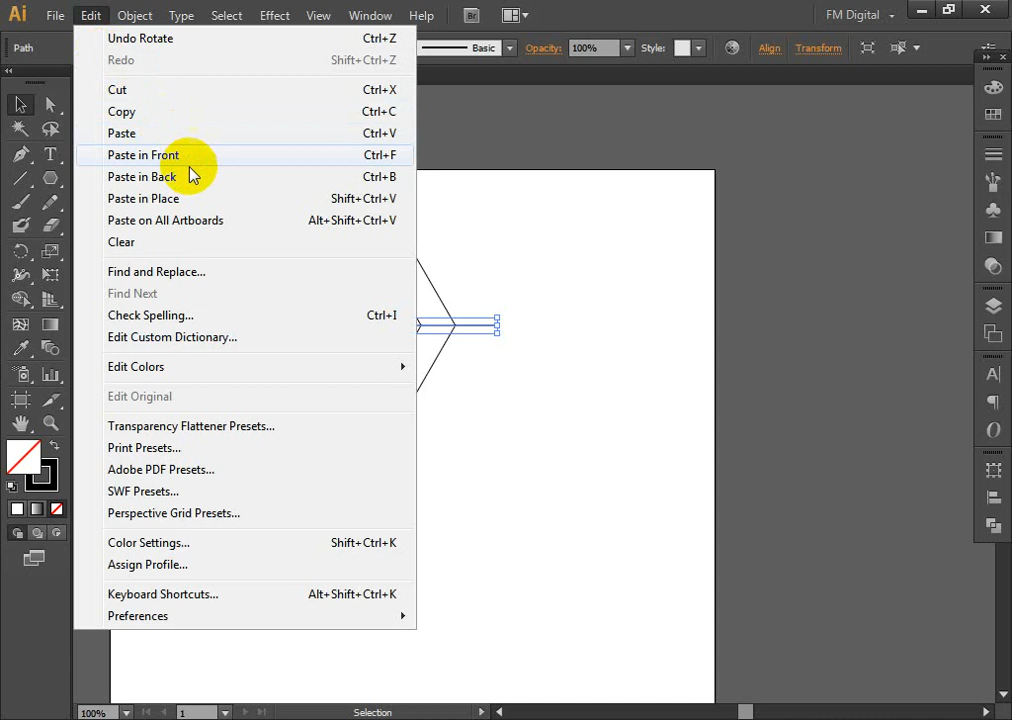 Ai File Edit Object Type Select Effect View Window Help Br FM Digital
Path Basic Opacity: 100% Style: Align Transform
Undo Rotate Ctrl+Z
Redo Shift+Ctrl+Z
Cut Ctrl+X
Copy Ctrl+C
Paste Ctrl+V
Paste in Front Ctrl+F
Paste in Back Ctrl+B
Paste in Place Shift+Ctrl+V
Paste on All Artboards Alt+Shift+Ctrl+V
Clear
Find and Replace...
Find Next
Check Spelling... Ctrl+I
Edit Custom Dictionary...
Edit Colors
Edit Original
Transparency Flattener Presets...
Print Presets...
Adobe PDF Presets...
SWF Presets...
Perspective Grid Presets...
Color Settings... Shift+Ctrl+K
Assign Profile...
Keyboard Shortcuts... Alt+Shift+Ctrl+K
Preferences
100% 1 Selection